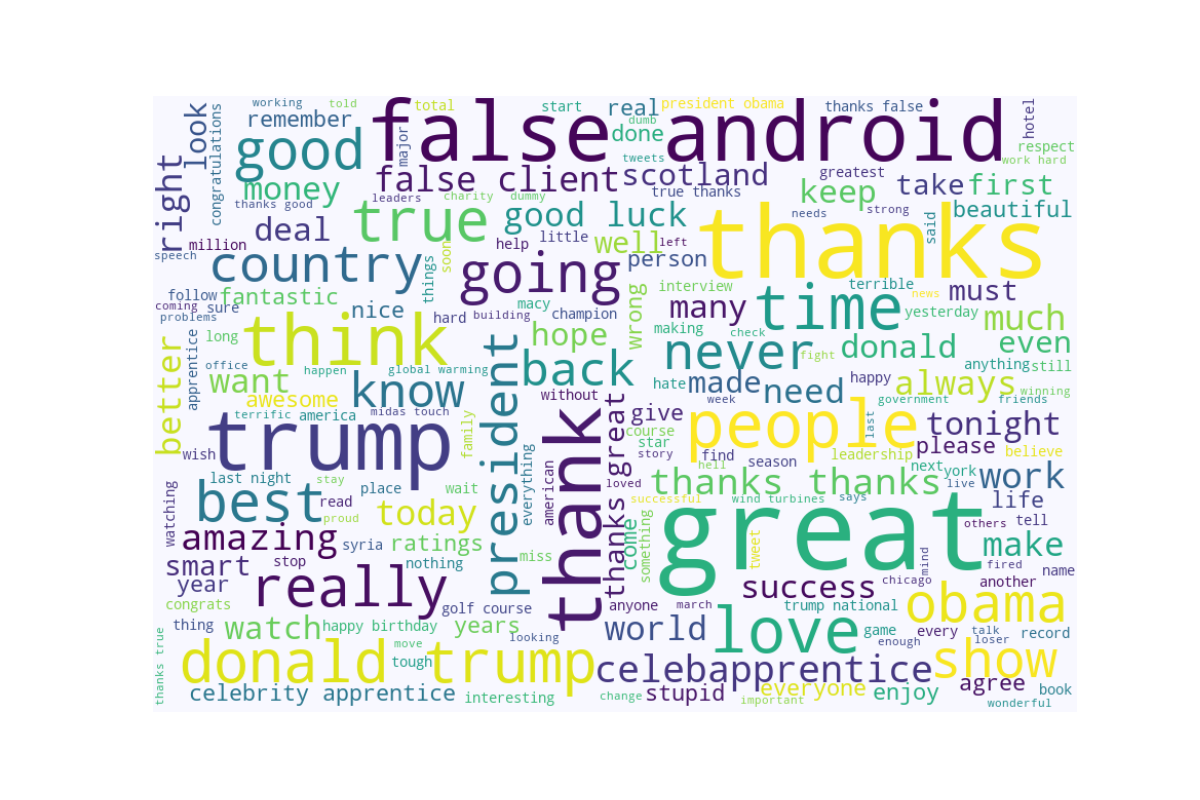 working told total start real president obama thanks false hotel
remember look congratulations good major false android dumb done tweets respect
work hard right money thanks good leaders false client charity dummy scotland true thanks greatest keep take first
million deal true good luck well left person needs strong said beautiful
speech country soon help little going thanks
follow fantastic things nice macy interview terrible news must
coming sure problems hard building champion wrong many time yesterday much
long think hope making check never donald even
better office apprentice want happen global warming back fight anything still
awesome know president without hate made need happy always winning
terrific america midas touch family thank thanks great give week people last government friends tonight
trump course star story please believe
wish last night stay everything american loved find hell season leadership next york work
best place wait read successful wind turbines says live life
watching proud today thanks thanks great others tell
amazing syria ratings miss come something tweet mind make
smart stop nothing chicago fired name
year really success another
congrats golf course anyone march trump national obama
thing watch happy birthday years looking world love game every talk record
thanks true move enough loser
donald trump tough celebapprentice show
celebrity apprentice interesting change stupid everyone important enjoy agree book wonderful